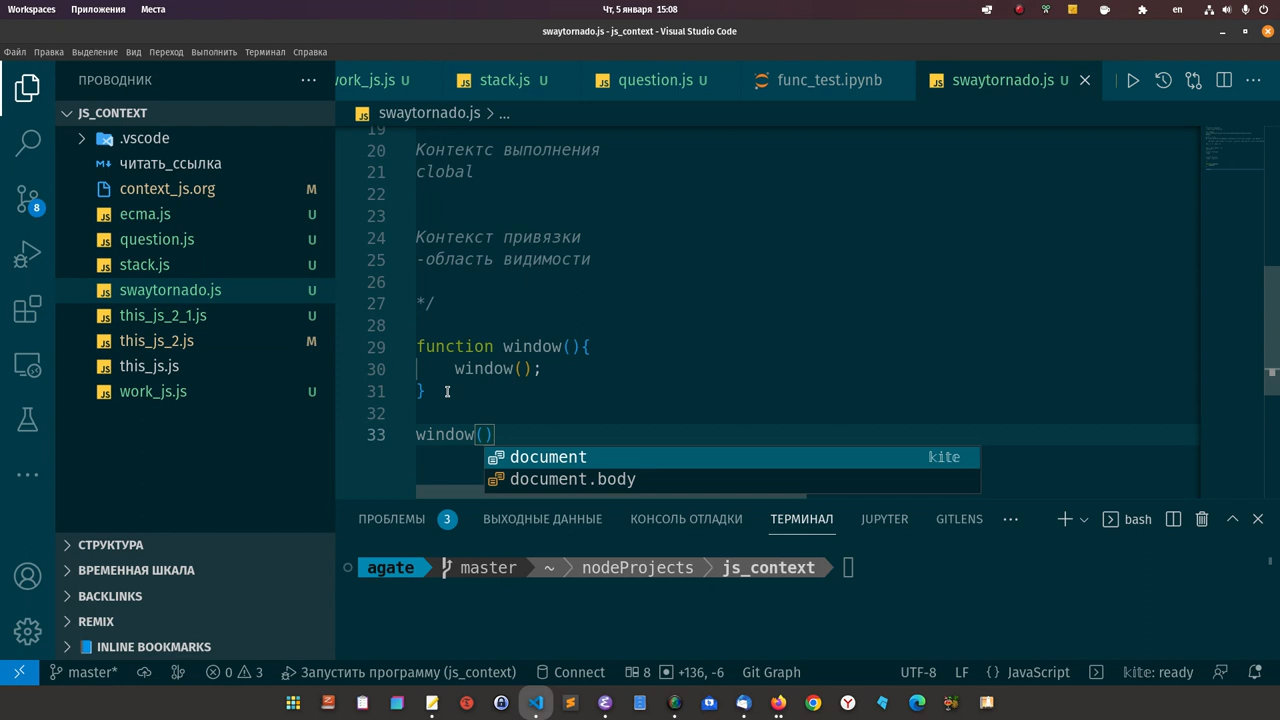 Workspaces Приложения Места Чт, 5 января 15:08 en
swaytornado.js - js_context - Visual Studio Code
Файл Правка Выделение Вид Переход Выполнить Терминал Справка
ПРОВОДНИК
work_js.js U stack.js U question.js U func_test.ipynb swaytornado.js U
JS_CONTEXT
swaytornado.js > ...
.vscode
читать_ссылка
context_js.org M
ecma.js U
question.js U
stack.js U
swaytornado.js U
this_js_2_1.js U
this_js_2.js M
this_js.js
work_js.js U
8
19
20 Контектс выполнения
21 clobal
22
23
24 Контекст привязки
25 -область видимости
26
27 */
28
29 function window(){
30 window();
31 }
32
33 window()
document kite
document.body
ПРОБЛЕМЫ 3 ВЫХОДНЫЕ ДАННЫЕ КОНСОЛЬ ОТЛАДКИ ТЕРМИНАЛ JUPYTER GITLENS bash
agate master ~ nodeProjects js_context
СТРУКТУРА
ВРЕМЕННАЯ ШКАЛА
BACKLINKS
REMIX
INLINE BOOKMARKS
master* 0 3 Запустить программу (js_context) Connect 8 +136, -6 Git Graph UTF-8 LF {} JavaScript kite: ready